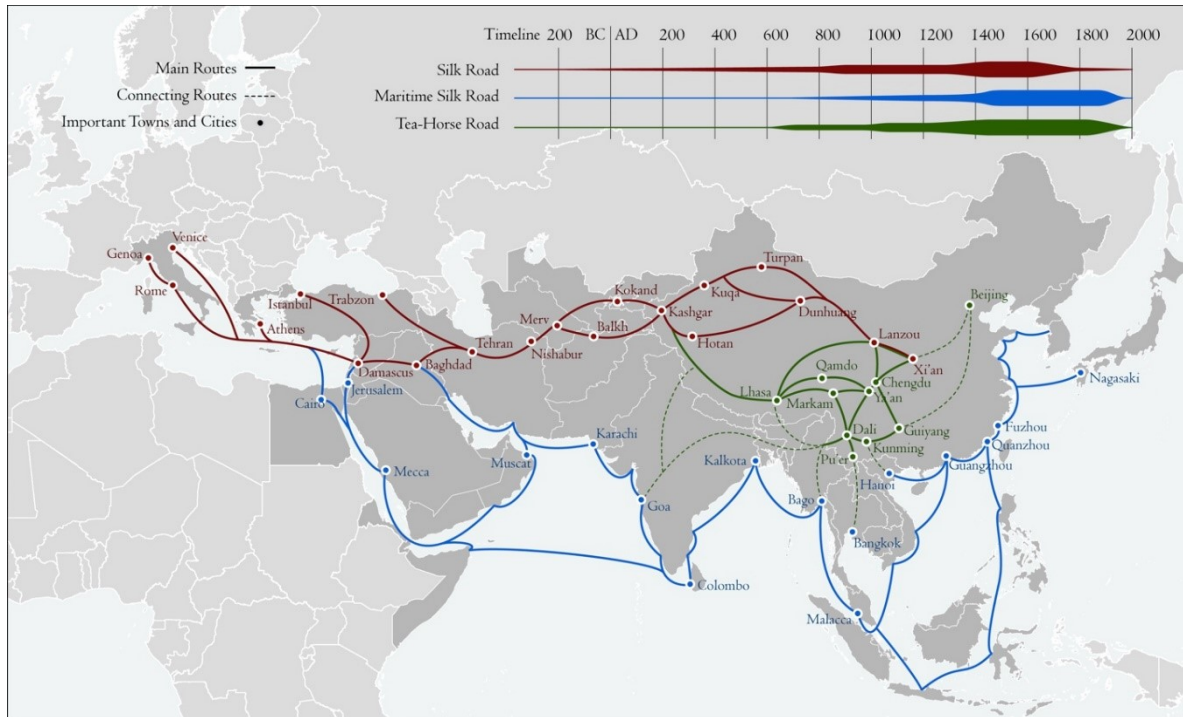 Timeline 200 BC AD 200 400 600 800 1000 1200 1400 1600 1800 2000
Main Routes
Connecting Routes
Important Towns and Cities
Silk Road
Maritime Silk Road
Tea-Horse Road
Venice
Genoa
Rome
Istanbul
Trabzon
Athens
Damascus
Baghdad
Tehran
Nishabur
Merv
Balkh
Kokand
Kashgar
Kuqa
Turpan
Hotan
Dunhuang
Beijing
Lanzou
Xi'an
Qamdo
Chengdu
Lhasa
Markam
Ya'an
Dali
Guiyang
Kunming
Pu'er
Cairo
Jerusalem
Mecca
Muscat
Karachi
Goa
Kalkota
Colombo
Bago
Hanoi
Bangkok
Malacca
Guangzhou
Quanzhou
Fuzhou
Nagasaki